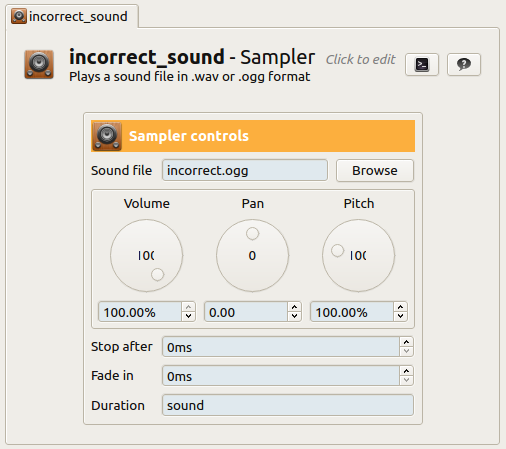 incorrect_sound
incorrect_sound - Sampler Click to edit
Plays a sound file in .wav or .ogg format
Sampler controls
Sound file incorrect.ogg Browse
Volume Pan Pitch
100 0 100
100.00% 0.00 100.00%
Stop after 0ms
Fade in 0ms
Duration sound